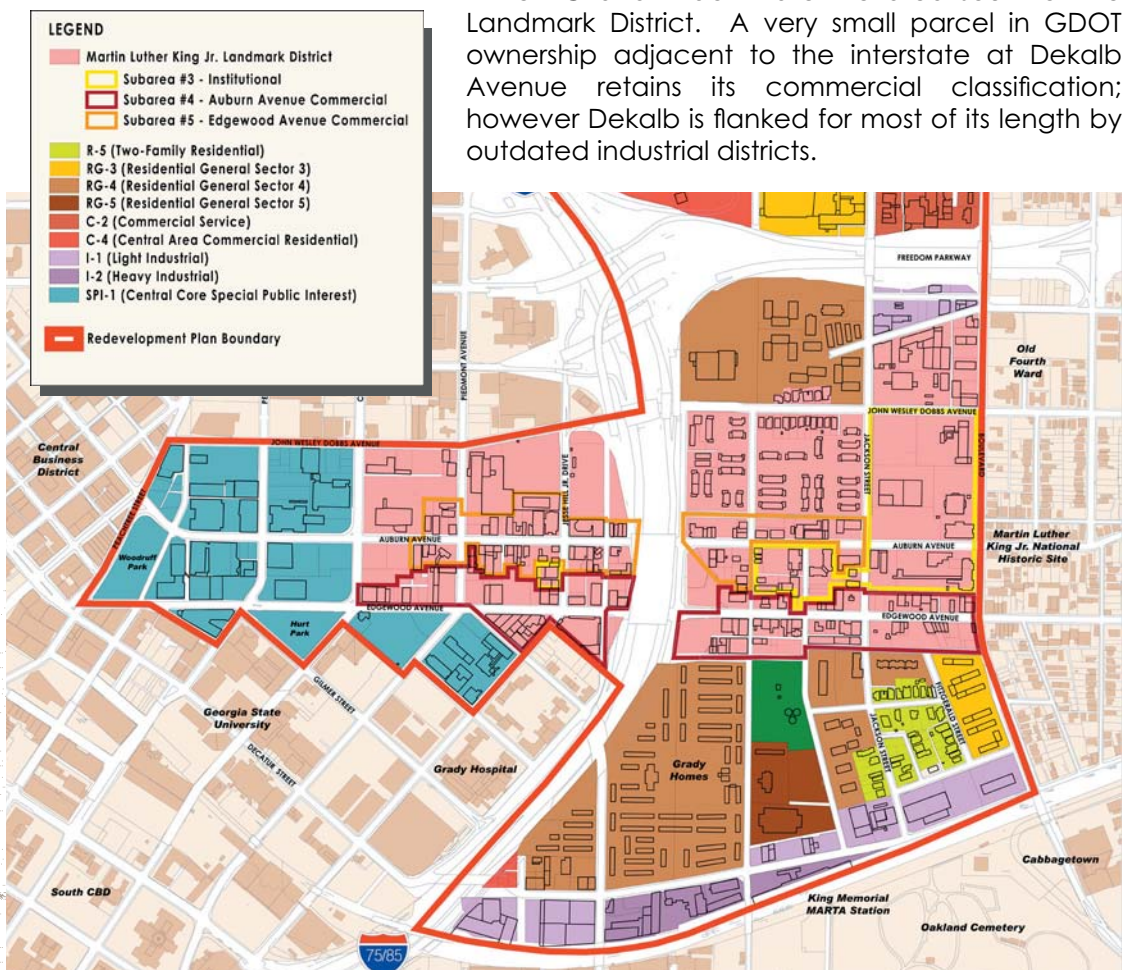 Landmark District. A very small parcel in GDOT
ownership adjacent to the interstate at Dekalb
Avenue retains its commercial classification;
however Dekalb is flanked for most of its length by
outdated industrial districts.
LEGEND
Martin Luther King Jr. Landmark District
Subarea #3 - Institutional
Subarea #4 - Auburn Avenue Commercial
Subarea #5 - Edgewood Avenue Commercial
R-5 (Two-Family Residential)
RG-3 (Residential General Sector 3)
RG-4 (Residential General Sector 4)
RG-5 (Residential General Sector 5)
C-2 (Commercial Service)
C-4 (Central Area Commercial Residential)
I-1 (Light Industrial)
I-2 (Heavy Industrial)
SPI-1 (Central Core Special Public Interest)
Redevelopment Plan Boundary
FREEDOM PARKWAY
PIEDMONT AVENUE
Old
Fourth
Ward
JOHN WESLEY DOBBS AVENUE
JOHN WESLEY DOBBS AVENUE
Central
Business
District
PEACHTREE STREET
JESSE HILL JR. DRIVE
JACKSON STREET
BOULEVARD
AUBURN AVENUE
AUBURN AVENUE
Martin Luther
King Jr. National
Historic Site
Woodruff
Park
EDGEWOOD AVENUE
EDGEWOOD AVENUE
Hurt
Park
GILMER STREET
Georgia State
University
DECATUR STREET
Grady Hospital
Grady
Homes
JACKSON STREET
FITZGERALD STREET
South CBD
Cabbagetown
King Memorial
MARTA Station
Oakland Cemetery
75/85